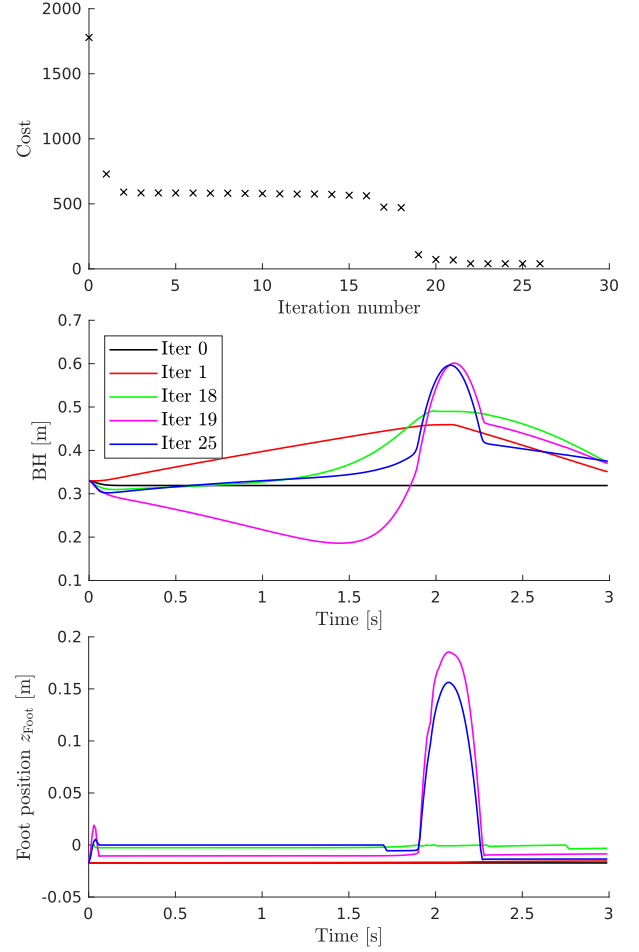 2000
1500
1000
500
0
Cost
0 5 10 15 20 25 30
Iteration number
0.7
0.6
0.5
0.4
0.3
0.2
0.1
BH [m]
Iter 0
Iter 1
Iter 18
Iter 19
Iter 25
0 0.5 1 1.5 2 2.5 3
Time [s]
0.2
0.15
0.1
0.05
0
-0.05
Foot position zFoot [m]
0 0.5 1 1.5 2 2.5 3
Time [s]